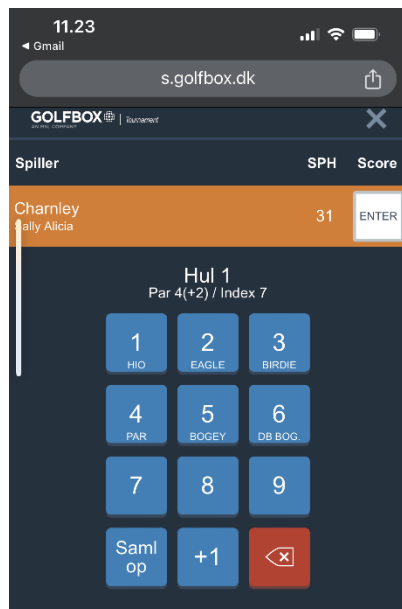 11.23
◄ Gmail
s.golfbox.dk
GOLFBOX | Tournament
Spiller SPH Score
Charnley 31 ENTER
Sally Alicia
Hul 1
Par 4(+2) / Index 7
1 2 3
HIO EAGLE BIRDIE
4 5 6
PAR BOGEY DB BOG.
7 8 9
Saml op +1